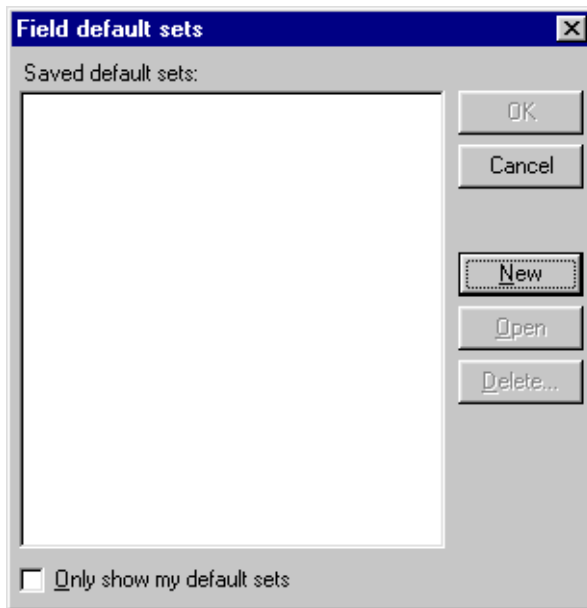 Field default sets
Saved default sets:
OK
Cancel
New
Open
Delete...
Only show my default sets